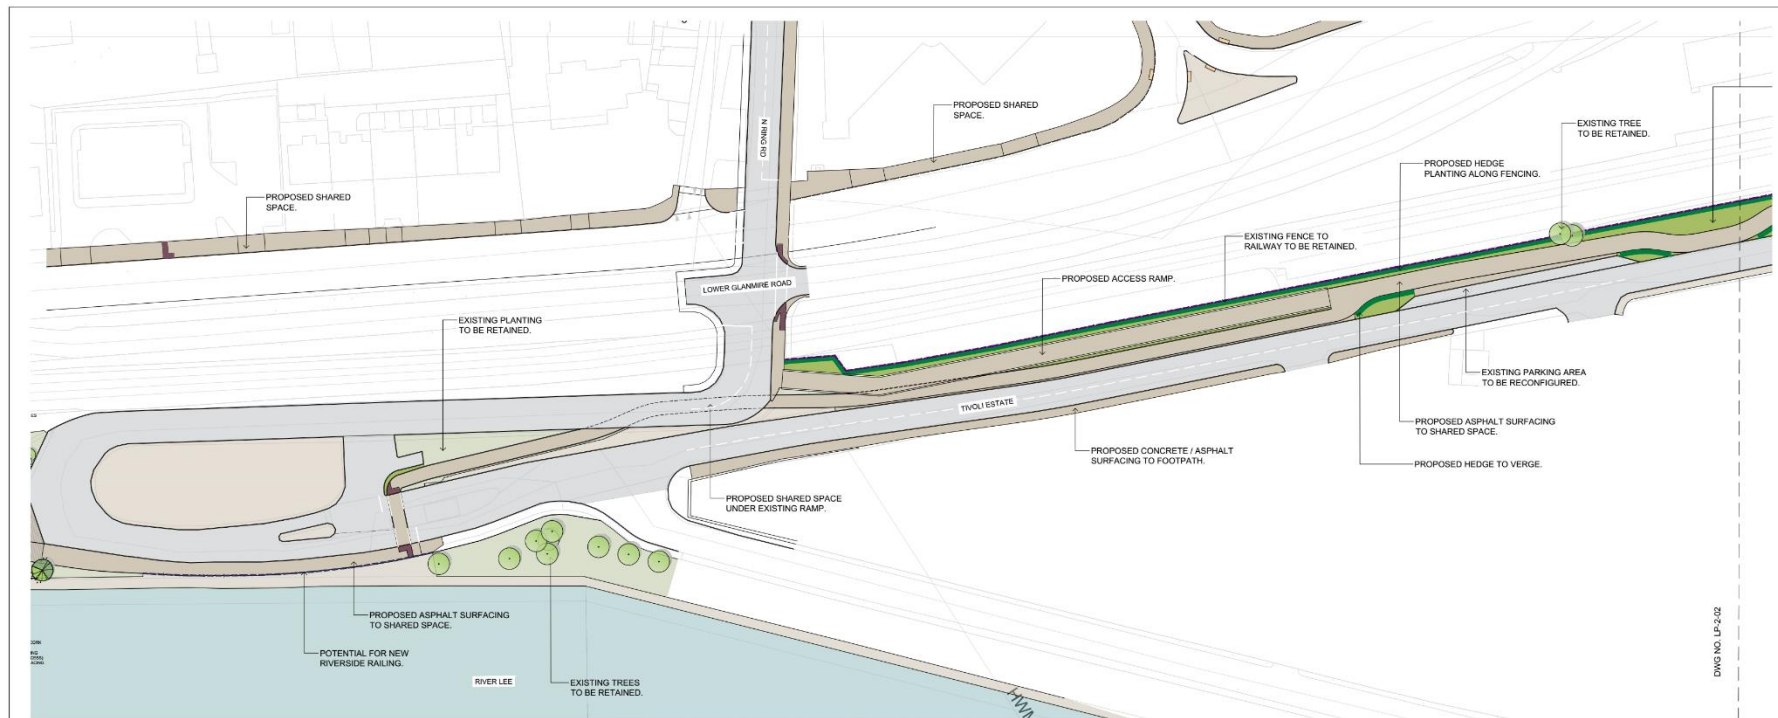 PROPOSED SHARED
SPACE.
N RING RD
PROPOSED SHARED
SPACE.
EXISTING TREE
TO BE RETAINED.
PROPOSED HEDGE
PLANTING ALONG FENCING.
EXISTING FENCE TO
RAILWAY TO BE RETAINED.
PROPOSED ACCESS RAMP.
LOWER GLANMIRE ROAD
EXISTING PLANTING
TO BE RETAINED.
EXISTING PARKING AREA
TO BE RECONFIGURED.
TIVOLI ESTATE
PROPOSED ASPHALT SURFACING
TO SHARED SPACE.
PROPOSED CONCRETE / ASPHALT
SURFACING TO FOOTPATH.
PROPOSED HEDGE TO VERGE.
PROPOSED SHARED SPACE
UNDER EXISTING RAMP.
PROPOSED ASPHALT SURFACING
TO SHARED SPACE.
POTENTIAL FOR NEW
RIVERSIDE RAILING.
RIVER LEE
EXISTING TREES
TO BE RETAINED.
HWM
DWG NO. LP-2-02